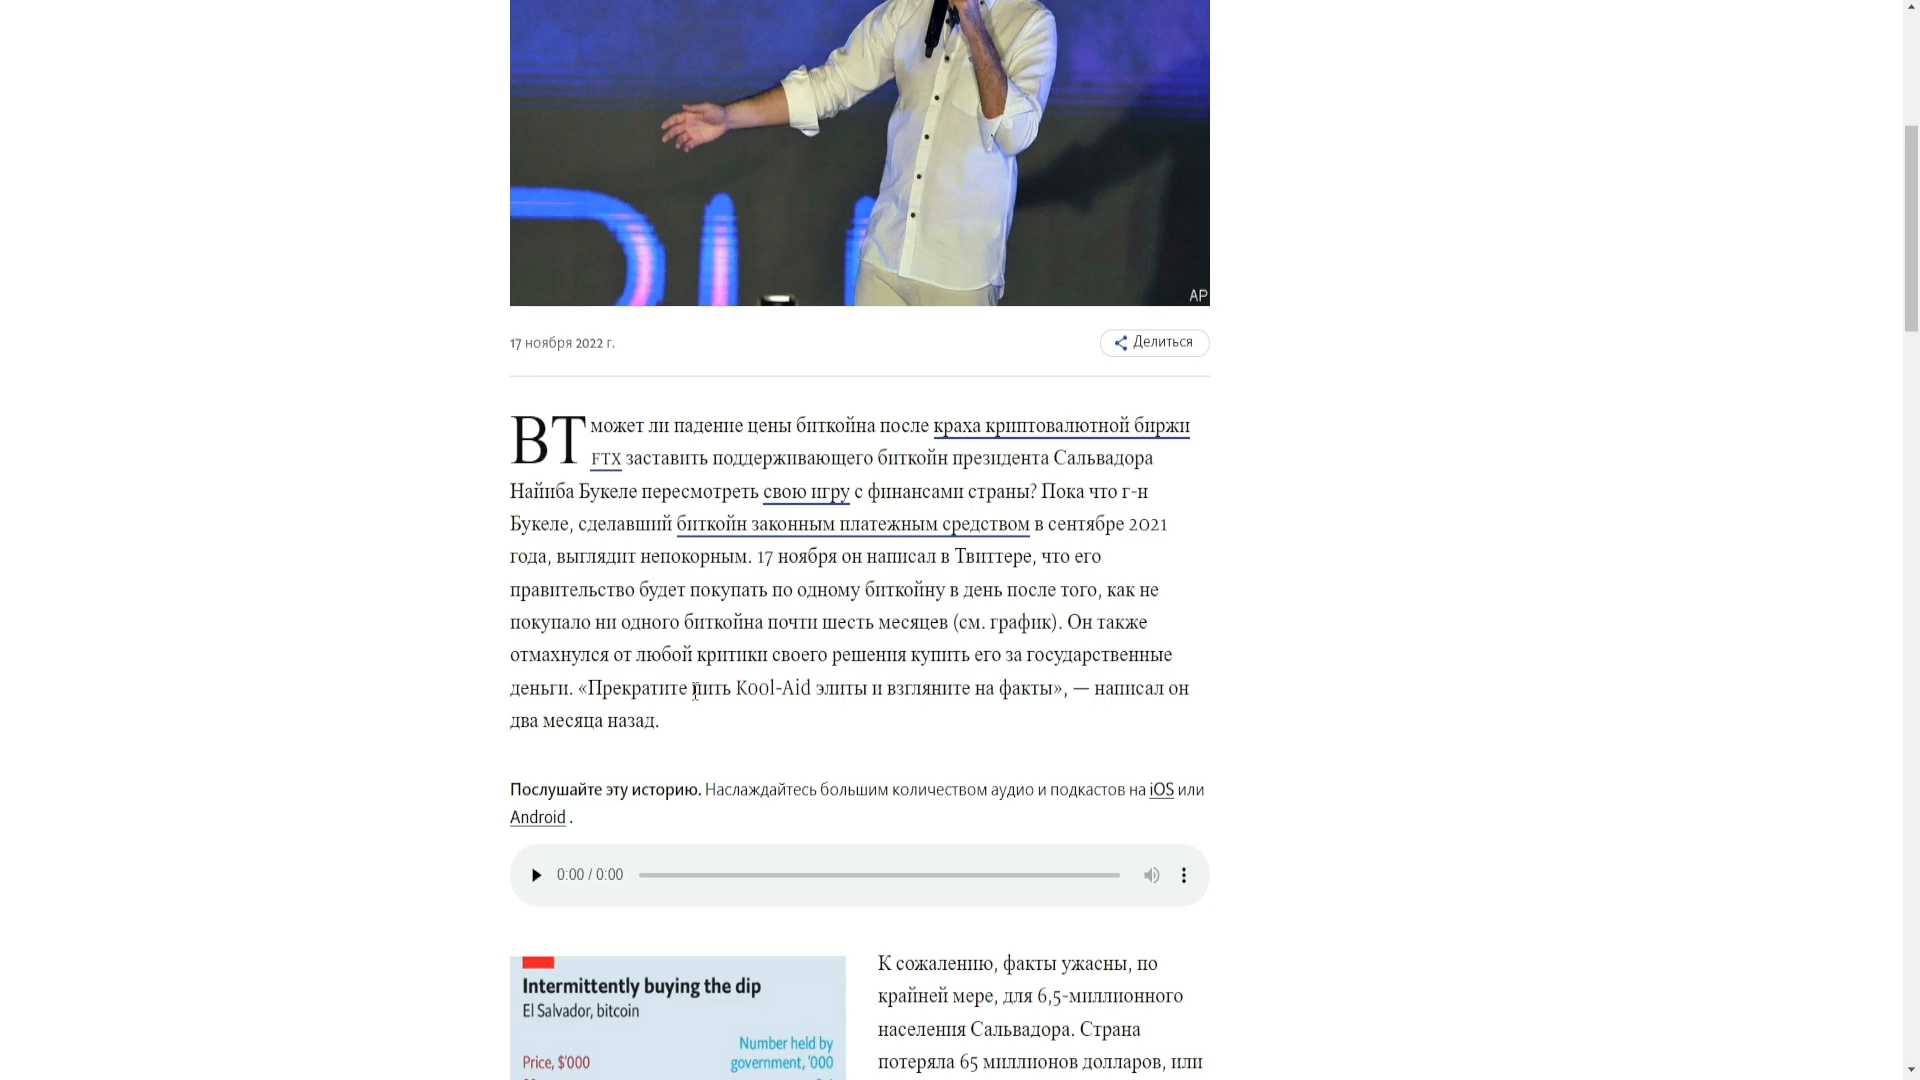 AP
17 ноября 2022 г.
Делиться
ВТ может ли падение цены биткойна после краха криптовалютной биржи
FTX заставить поддерживающего биткойн президента Сальвадора
Найиба Букеле пересмотреть свою игру с финансами страны? Пока что г-н
Букеле, сделавший биткойн законным платежным средством в сентябре 2021
года, выглядит непокорным. 17 ноября он написал в Твиттере, что его
правительство будет покупать по одному биткойну в день после того, как не
покупало ни одного биткойна почти шесть месяцев (см. график). Он также
отмахнулся от любой критики своего решения купить его за государственные
деньги. «Прекратите пить Kool-Aid элиты и взгляните на факты», — написал он
два месяца назад.
Послушайте эту историю. Наслаждайтесь большим количеством аудио и подкастов на iOS или
Android .
0:00 / 0:00
Intermittently buying the dip
El Salvador, bitcoin
Number held by
Price, $'000 government, '000
К сожалению, факты ужасны, по
крайней мере, для 6,5-миллионного
населения Сальвадора. Страна
потеряла 65 миллионов долларов, или